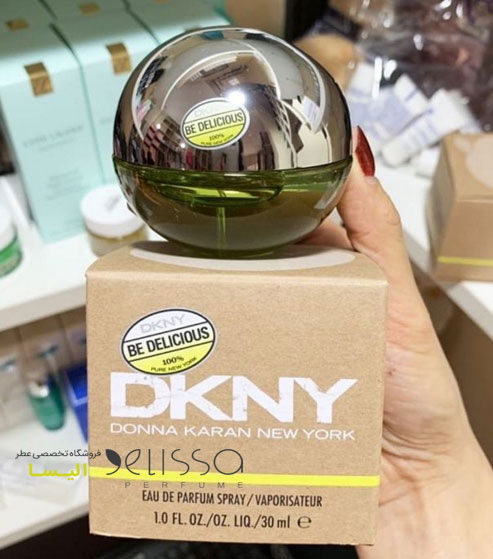 DKNY
BE DELICIOUS
100%
PURE NEW YORK
DKNY
BE DELICIOUS
100%
PURE NEW YORK
DKNY
DONNA KARAN NEW YORK
فروشگاه تخصصی عطر
الیسا
elissa
PERFUME
EAU DE PARFUM SPRAY/VAPORISATEUR
1.0 FL. OZ./OZ. LIQ./30 ml e